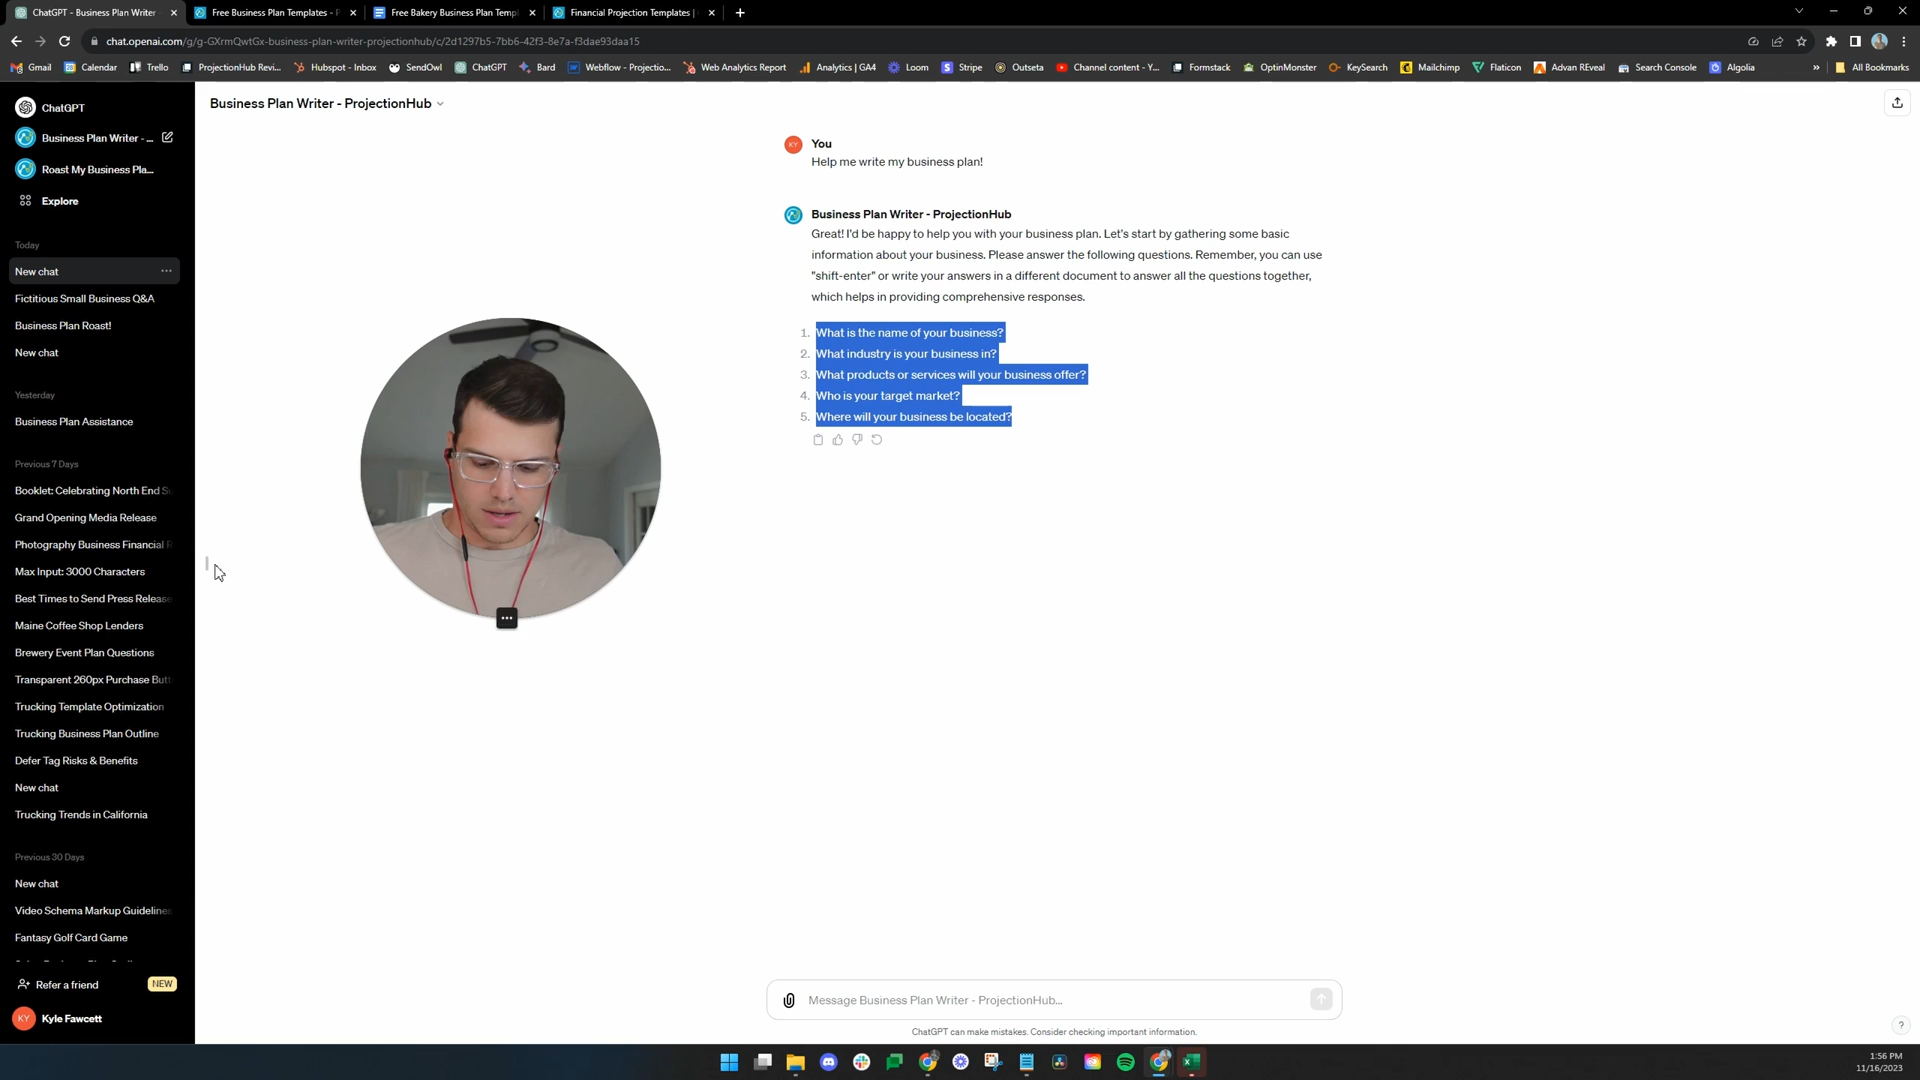 ChatGPT - Business Plan Writer
Free Business Plan Templates - P
Free Bakery Business Plan Templ
Financial Projection Templates |
chat.openai.com/g/g-GXrmQwtGx-business-plan-writer-projectionhub/c/2d1297b5-7bb6-42f3-8e7a-f3dae93daa15
Gmail
Calendar
Trello
ProjectionHub Revi...
Hubspot - Inbox
SendOwl
ChatGPT
Bard
Webflow - Projectio...
Web Analytics Report
Analytics | GA4
Loom
Stripe
Outseta
Channel content - Y...
Formstack
OptinMonster
KeySearch
Mailchimp
Flaticon
Advan REveal
Search Console
Algolia
»
All Bookmarks
ChatGPT
Business Plan Writer - ...
Roast My Business Pla...
Explore
Today
New chat
Fictitious Small Business Q&A
Business Plan Roast!
New chat
Yesterday
Business Plan Assistance
Previous 7 Days
Booklet: Celebrating North End S
Grand Opening Media Release
Photography Business Financial R
Max Input: 3000 Characters
Best Times to Send Press Release
Maine Coffee Shop Lenders
Brewery Event Plan Questions
Transparent 260px Purchase Butt
Trucking Template Optimization
Trucking Business Plan Outline
Defer Tag Risks & Benefits
New chat
Trucking Trends in California
Previous 30 Days
New chat
Video Schema Markup Guidelines
Fantasy Golf Card Game
Refer a friend
NEW
KY
Kyle Fawcett
Business Plan Writer - ProjectionHub
KY
You
Help me write my business plan!
Business Plan Writer - ProjectionHub
Great! I'd be happy to help you with your business plan. Let's start by gathering some basic
information about your business. Please answer the following questions. Remember, you can use
"shift-enter" or write your answers in a different document to answer all the questions together,
which helps in providing comprehensive responses.
1. What is the name of your business?
2. What industry is your business in?
3. What products or services will your business offer?
4. Who is your target market?
5. Where will your business be located?
Message Business Plan Writer - ProjectionHub...
ChatGPT can make mistakes. Consider checking important information.
?
1:56 PM
11/16/2023